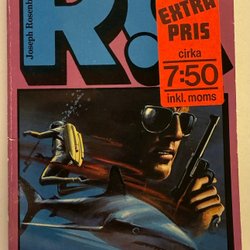 Joseph Rosenb
EXTRA
PRIS
cirka
7:50
inkl. moms